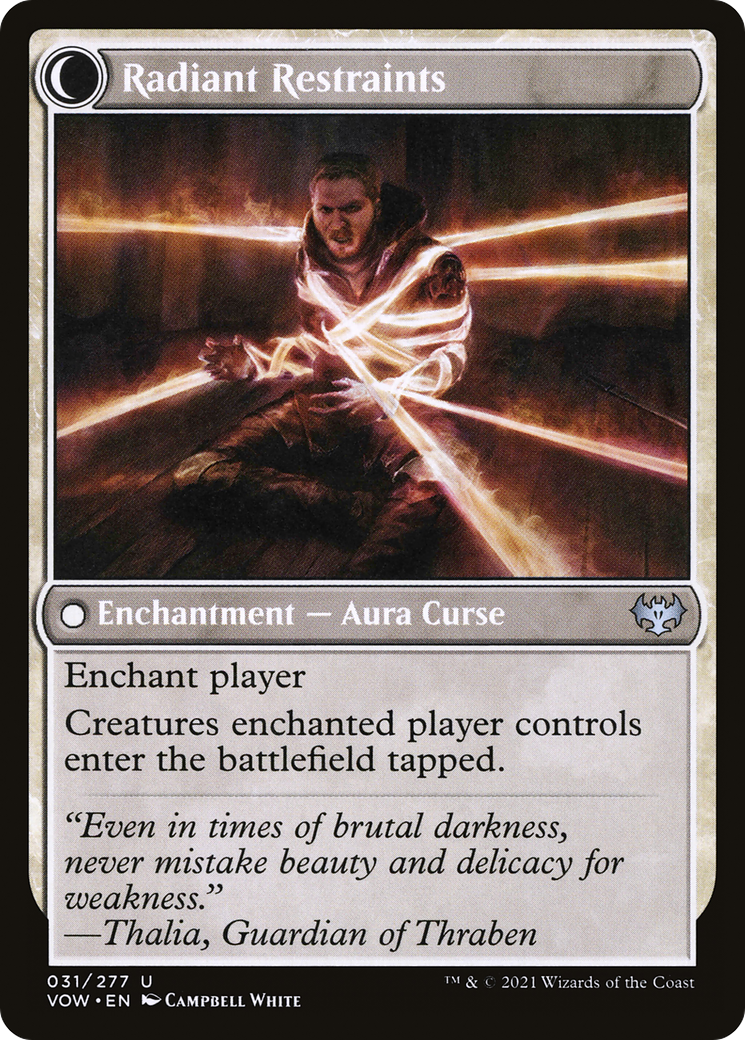 Radiant Restraints
Enchantment — Aura Curse
Enchant player
Creatures enchanted player controls
enter the battlefield tapped.
“Even in times of brutal darkness,
never mistake beauty and delicacy for
weakness.”
—Thalia, Guardian of Thraben
031/277 U
VOW • EN Campbell White
™ & © 2021 Wizards of the Coast